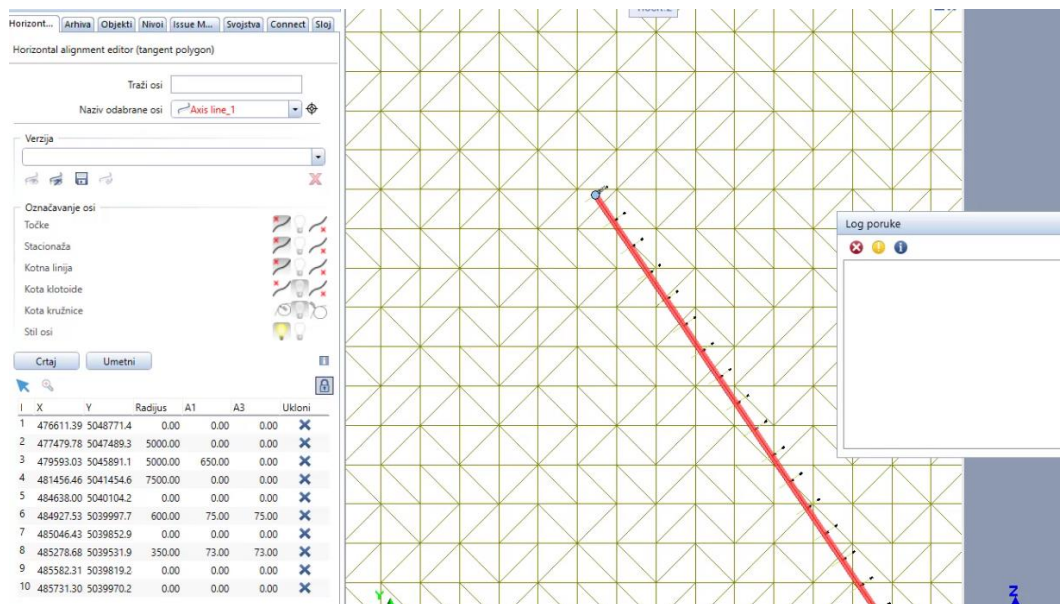 Horizont... Arhiva Objekti Nivoi Issue M... Svojstva Connect Sloj
Horizontal alignment editor (tangent polygon)
Traži osi
Naziv odabrane osi Axis line_1
Verzija
Označavanje osi
Točke
Stacionaža
Kotna linija
Kota klotoide
Kota kružnice
Stil osi
Crtaj Umetni
I X Y Radijus A1 A3 Ukloni
1 476611.39 5048771.4 0.00 0.00 0.00
2 477479.78 5047489.3 5000.00 0.00 0.00
3 479593.03 5045891.1 5000.00 650.00 0.00
4 481456.46 5041454.6 7500.00 0.00 0.00
5 484638.00 5040104.2 0.00 0.00 0.00
6 484927.53 5039997.7 600.00 75.00 75.00
7 485046.43 5039852.9 0.00 0.00 0.00
8 485278.68 5039531.9 350.00 73.00 73.00
9 485582.31 5039819.2 0.00 0.00 0.00
10 485731.30 5039970.2 0.00 0.00 0.00
Log poruke
Y
Z